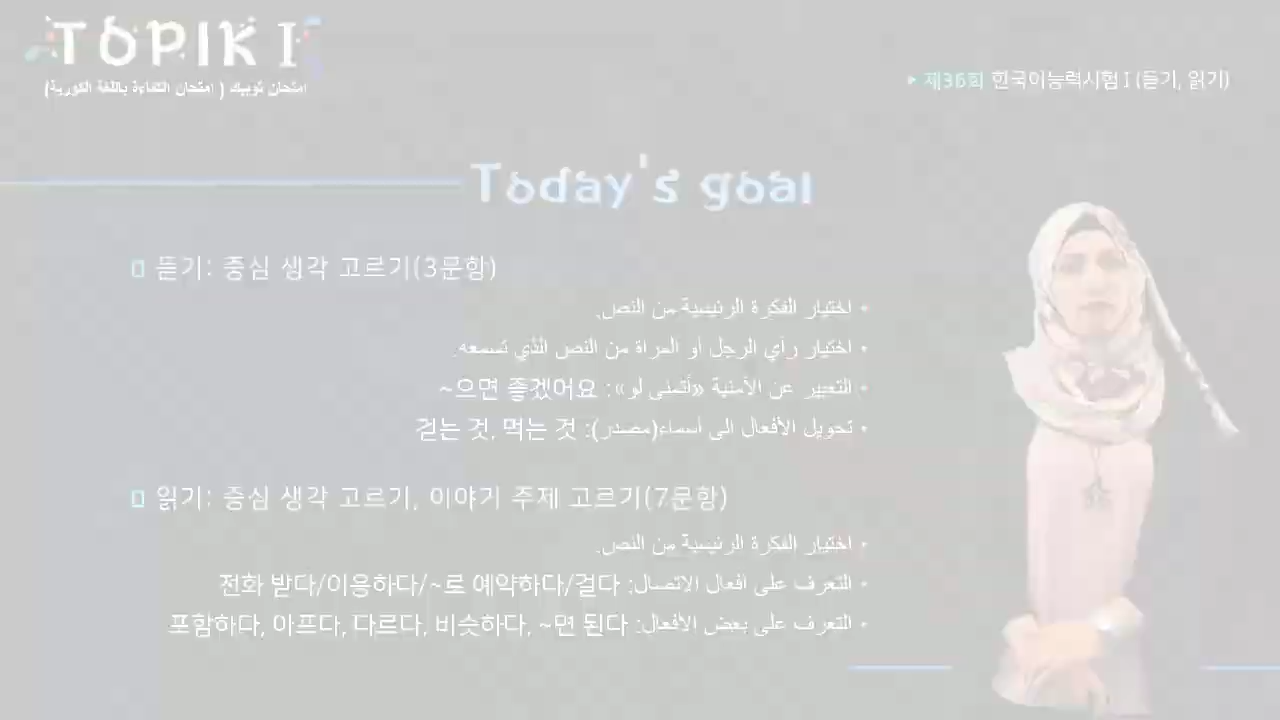 TOPIK I
امتحان توبيك ( امتحان الكفاءة باللغة الكورية)
▸ 제36회 한국어능력시험 I (듣기, 읽기)
Today's goal
듣기: 중심 생각 고르기(3문항)
• اختيار الفكرة الرئيسية من النص.
• اختيار رأي الرجل أو المرأة من النص الذي تسمعه.
• التعبير عن الأمنية «أتمنى لو»: ~으면 좋겠어요
• تحويل الأفعال الى أسماء(مصدر): 걷는 것, 먹는 것
읽기: 중심 생각 고르기, 이야기 주제 고르기(7문항)
• اختيار الفكرة الرئيسية من النص.
• التعرف على افعال الاتصال: 전화 받다/이용하다/~로 예약하다/걸다
• التعرف على بعض الأفعال: 포함하다, 아프다, 다르다, 비슷하다, ~면 된다